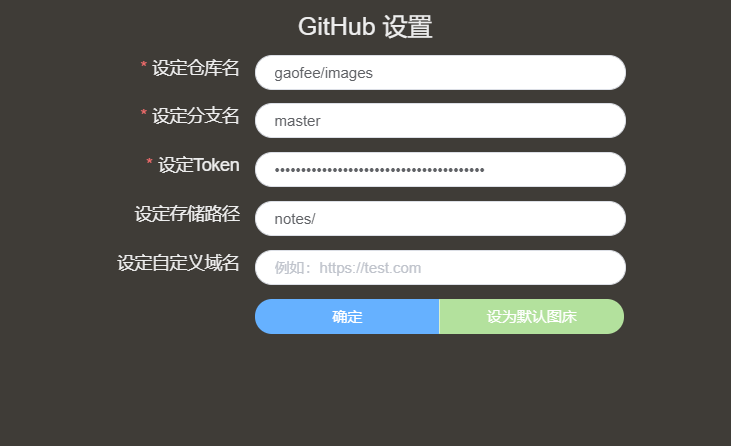 GitHub 设置
* 设定仓库名 gaofee/images
* 设定分支名 master
* 设定Token ••••••••••••••••••••••••••••••••••••••••
设定存储路径 notes/
设定自定义域名 例如：https://test.com
确定 设为默认图床